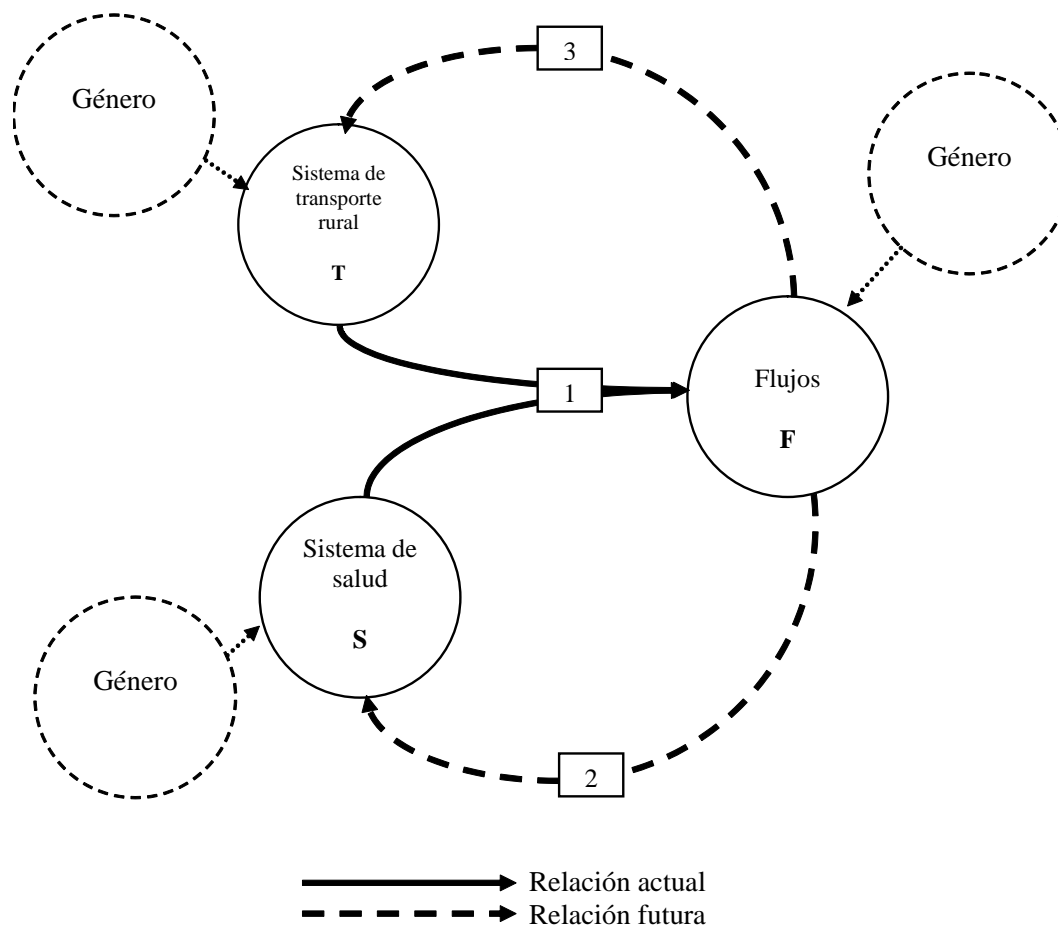 3
Género
Género
Sistema de
transporte
rural
T
1
Flujos
F
Sistema de
salud
S
Género
2
Relación actual
Relación futura